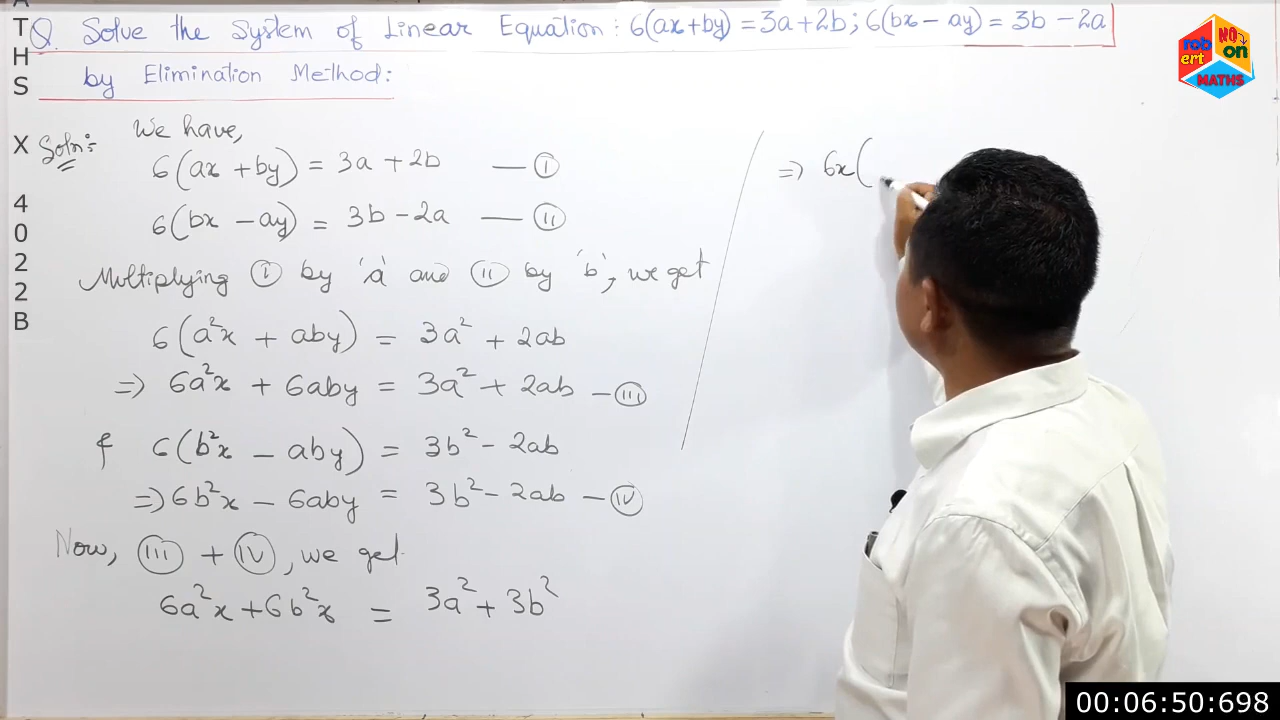 Q. Solve the System of Linear Equation: 6(ax+by) = 3a+2b; 6(bx-ay) = 3b-2a
by Elimination Method:
Soln:
We have,
6(ax+by) = 3a+2b — (I)
6(bx-ay) = 3b-2a — (II)
Multiplying (I) by 'a' and (II) by 'b', we get
6(a²x + aby) = 3a² + 2ab
=> 6a²x + 6aby = 3a² + 2ab — (III)
& 6(b²x - aby) = 3b² - 2ab
=> 6b²x - 6aby = 3b² - 2ab — (IV)
Now, (III) + (IV), we get
6a²x + 6b²x = 3a² + 3b²
=> 6x(
A
T
H
S
X
4
0
2
2
B
rob
ert
NO
on
MATHS
00:06:50:698